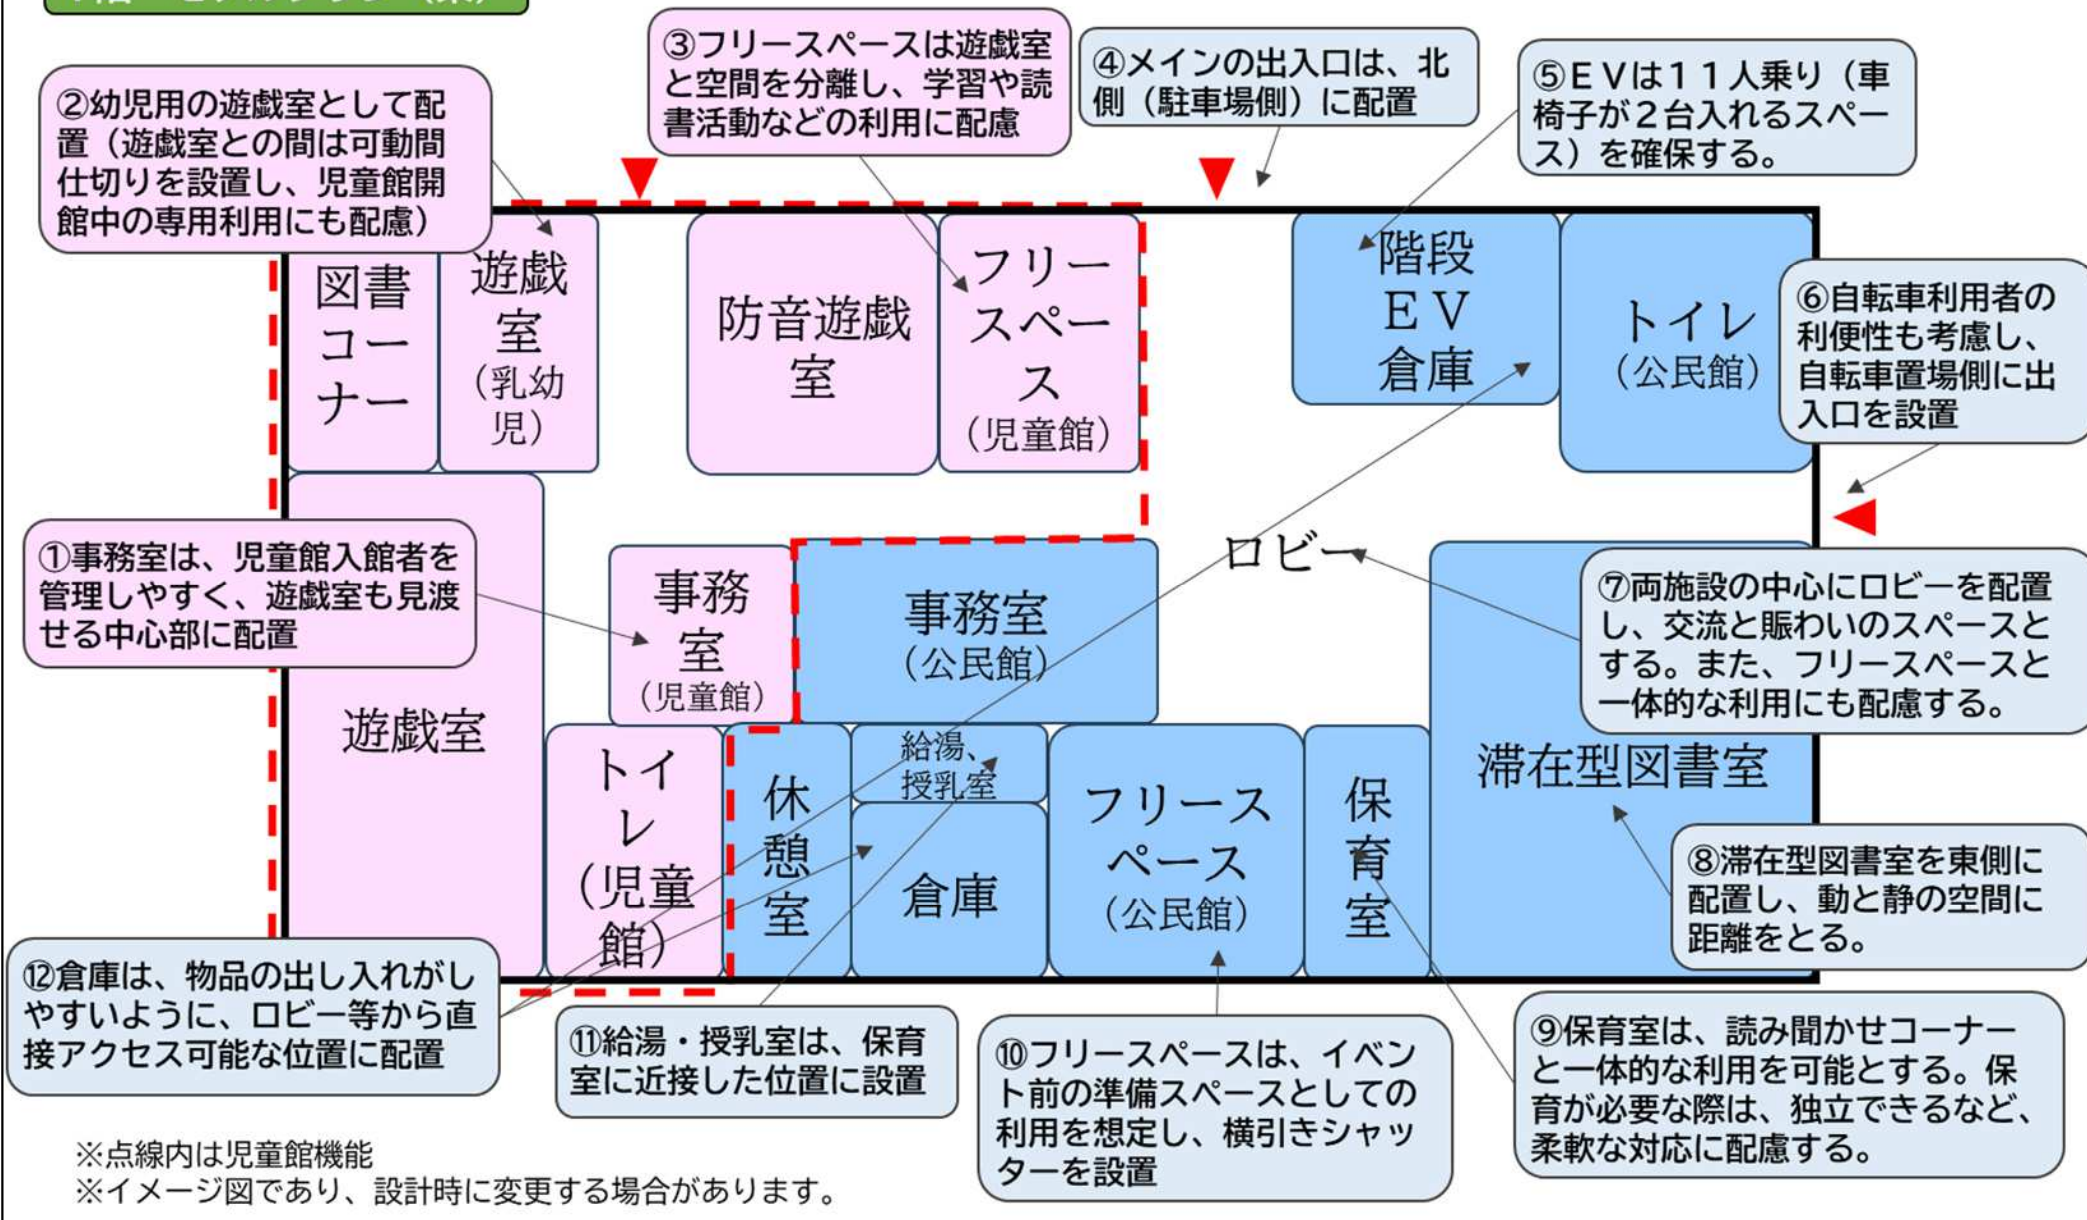 ②幼児用の遊戯室として配
置（遊戯室との間は可動間
仕切りを設置し、児童館開
館中の専用利用にも配慮）
③フリースペースは遊戯室
と空間を分離し、学習や読
書活動などの利用に配慮
④メインの出入口は、北
側（駐車場側）に配置
⑤ＥＶは１１人乗り（車
椅子が２台入れるスペー
ス）を確保する。
図書
コー
ナー
遊戯
室
（乳幼
児）
防音遊戯
室
フリー
スペー
ス
（児童館）
階段
ＥＶ
倉庫
トイレ
（公民館）
⑥自転車利用者の
利便性も考慮し、
自転車置場側に出
入口を設置
①事務室は、児童館入館者を
管理しやすく、遊戯室も見渡
せる中心部に配置
事務
室
（児童館）
事務室
（公民館）
ロビー
⑦両施設の中心にロビーを配置
し、交流と賑わいのスペースと
する。また、フリースペースと
一体的な利用にも配慮する。
遊戯室
トイ
レ
（児童
館）
休
憩
室
給湯、
授乳室
倉庫
フリース
ペース
（公民館）
保
育
室
滞在型図書室
⑧滞在型図書室を東側に
配置し、動と静の空間に
距離をとる。
⑫倉庫は、物品の出し入れがし
やすいように、ロビー等から直
接アクセス可能な位置に配置
⑪給湯・授乳室は、保育
室に近接した位置に設置
⑩フリースペースは、イベン
ト前の準備スペースとしての
利用を想定し、横引きシャッ
ターを設置
⑨保育室は、読み聞かせコーナー
と一体的な利用を可能とする。保
育が必要な際は、独立できるなど、
柔軟な対応に配慮する。
※点線内は児童館機能
※イメージ図であり、設計時に変更する場合があります。